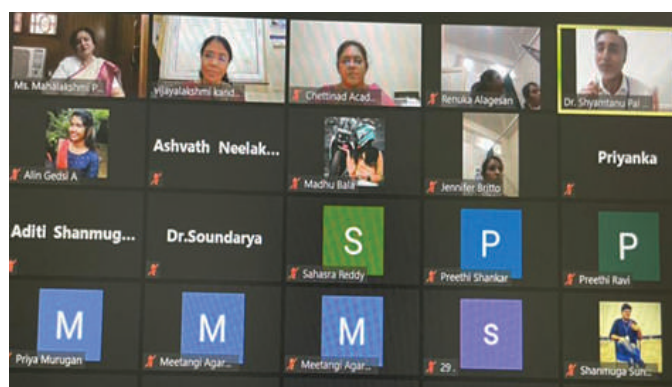 Ms. Mahalakshmi P...
vijayalakshmi kand...
Chettinad Acad...
Renuka Alagesan
Dr. Shyamtanu Pal ...
Alin Gedsi A
Ashvath Neelak...
Madhu Bala
Jennifer Britto
Priyanka
Aditi Shanmug...
Dr.Soundarya
S
Sahasra Reddy
P
Preethi Shankar
P
Preethi Ravi
M
Priya Murugan
M
Meetangi Agar...
M
Meetangi Agar...
S
29 .
Shanmuga Sun...